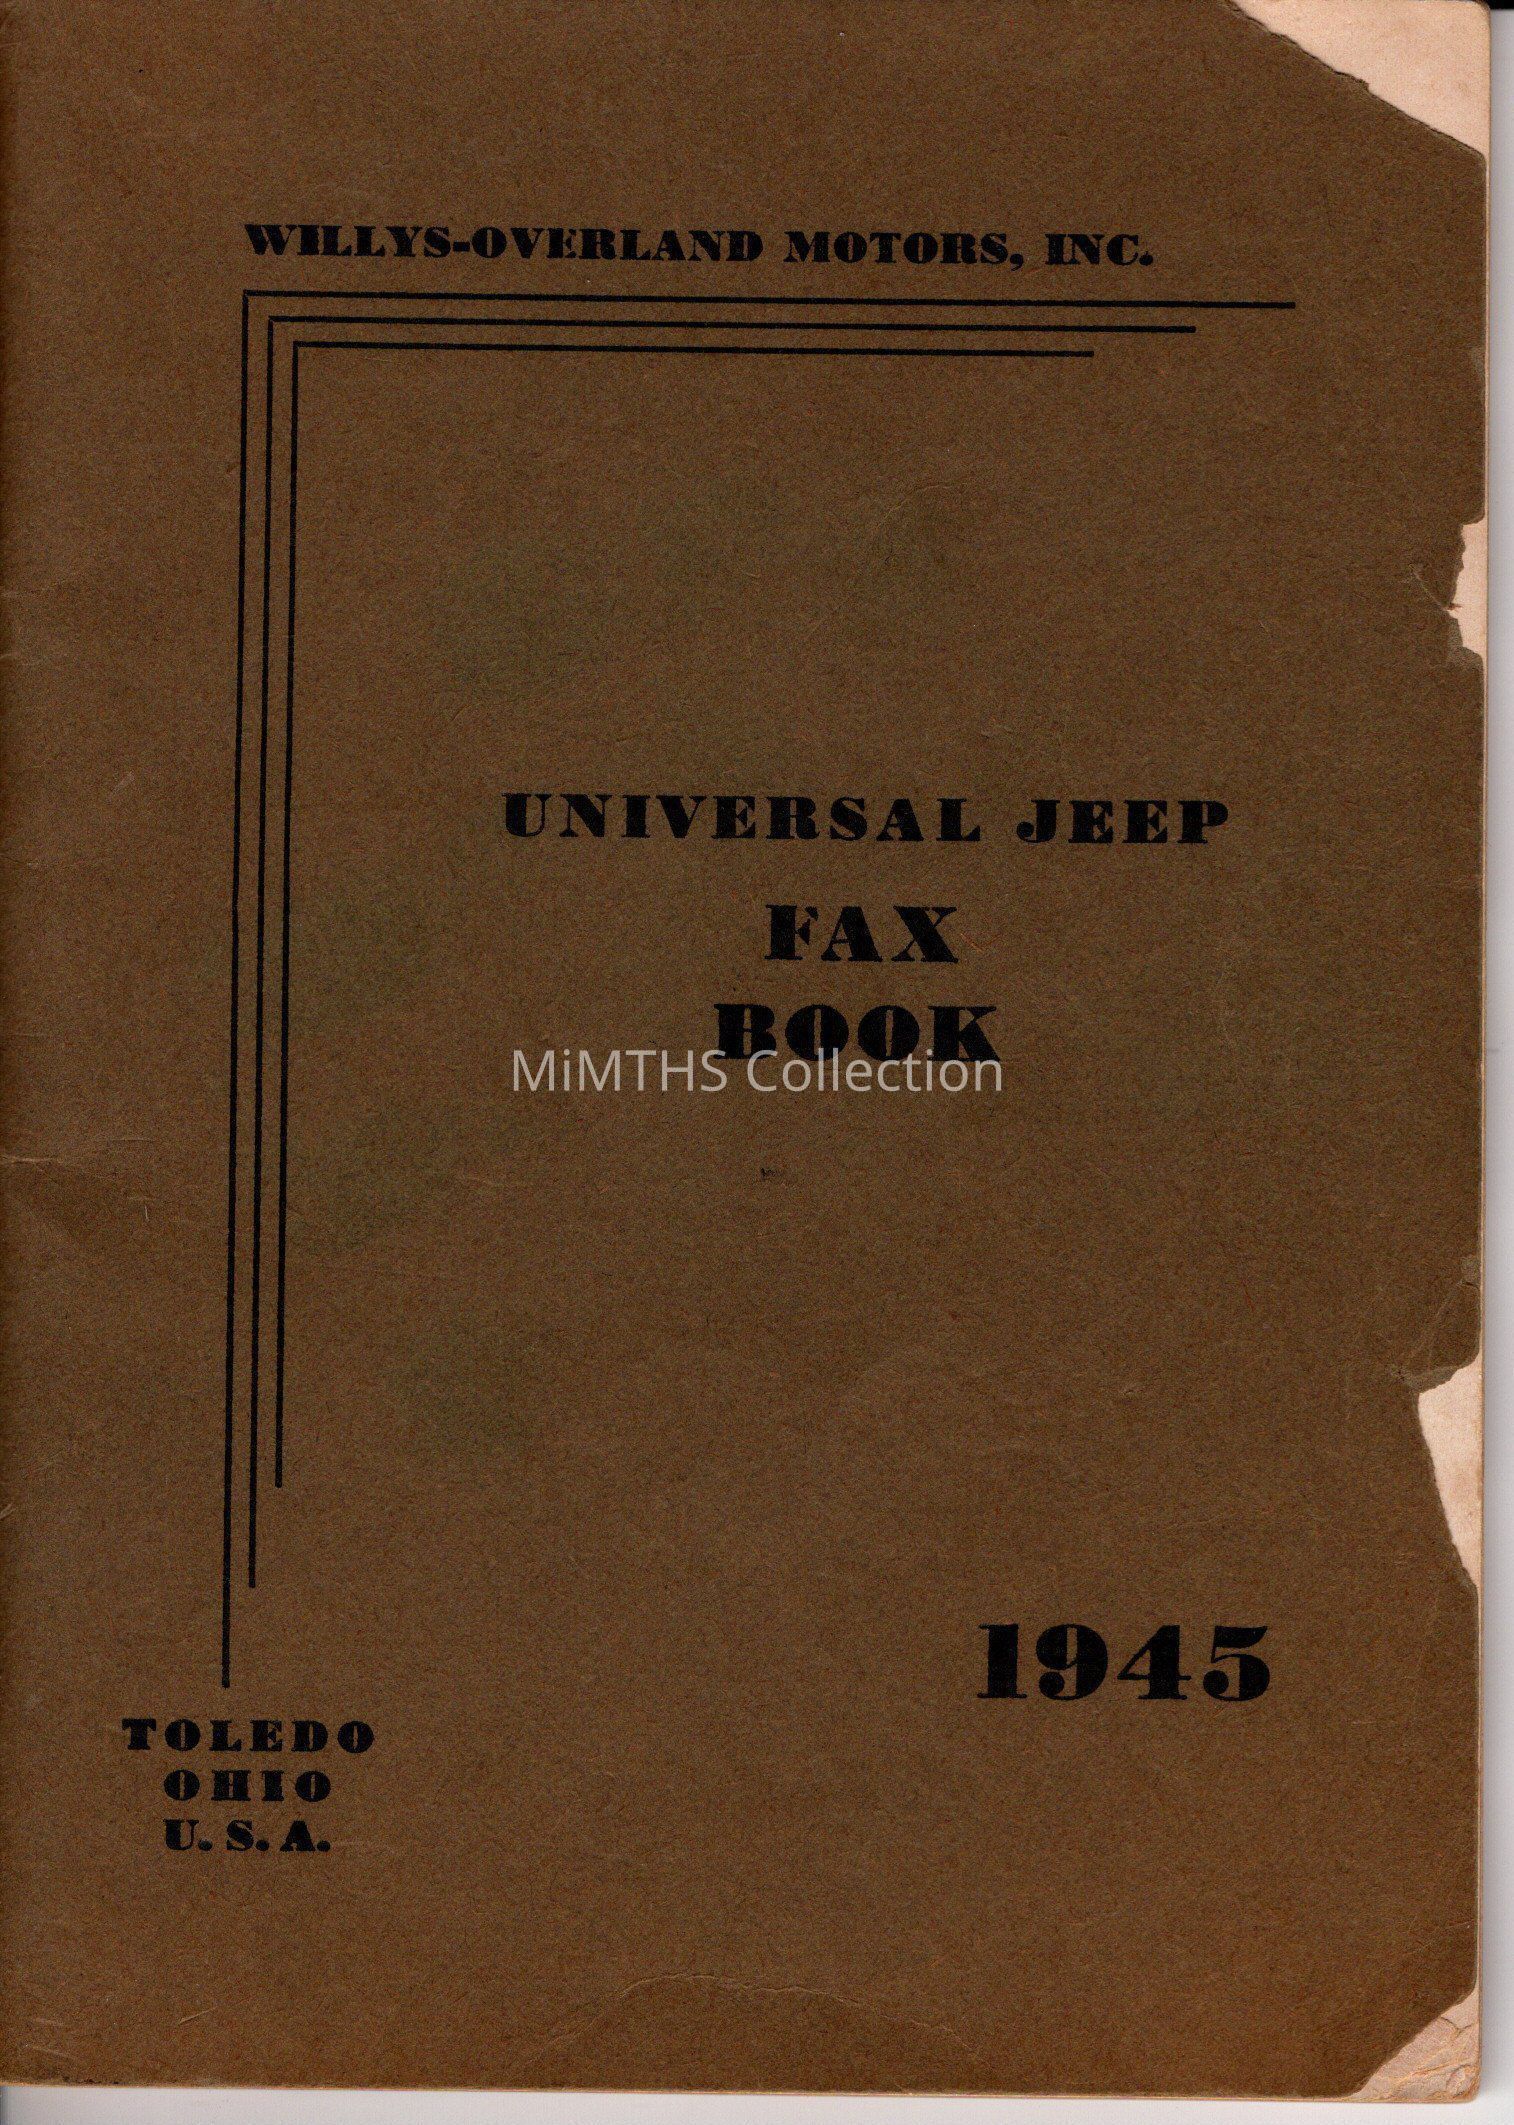 WILLYS-OVERLAND MOTORS, INC.
UNIVERSAL JEEP
FAX
BOOK
MiMTHS Collection
1945
TOLEDO
OHIO
U. S. A.